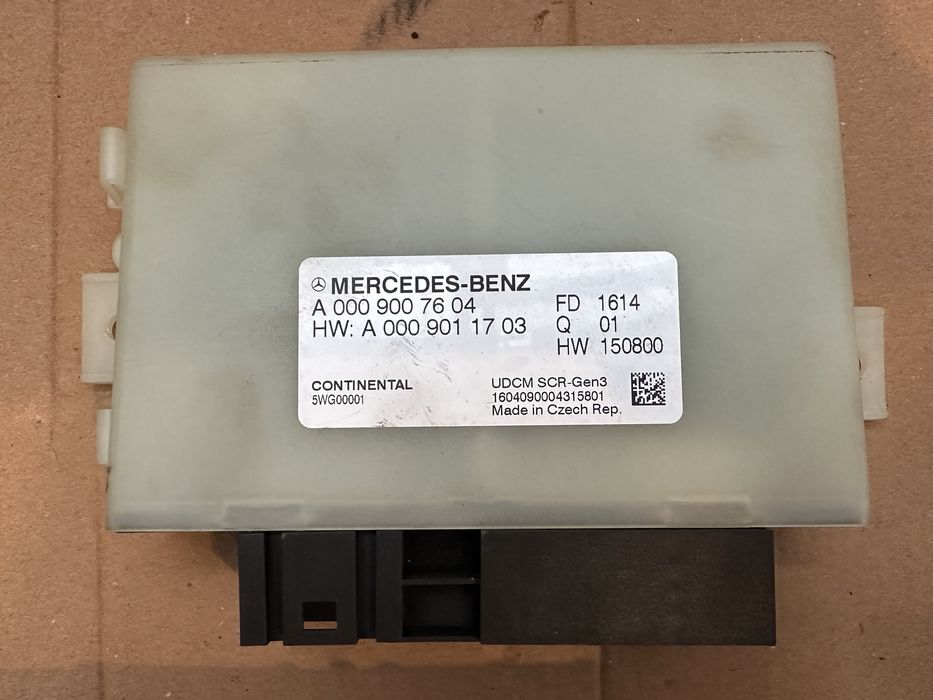 MERCEDES-BENZ
A 000 900 76 04
HW: A 000 901 17 03
FD 1614
Q 01
HW 150800
CONTINENTAL
5WG00001
UDCM SCR-Gen3
1604090004315801
Made in Czech Rep.